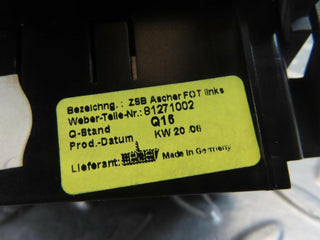 Bezeichng. : ZSB Ascher FOT links
Weber-Teile-Nr.: 81271002
Q-Stand Q16
Prod.-Datum KW 20 .06
Lieferant: Made in Germany